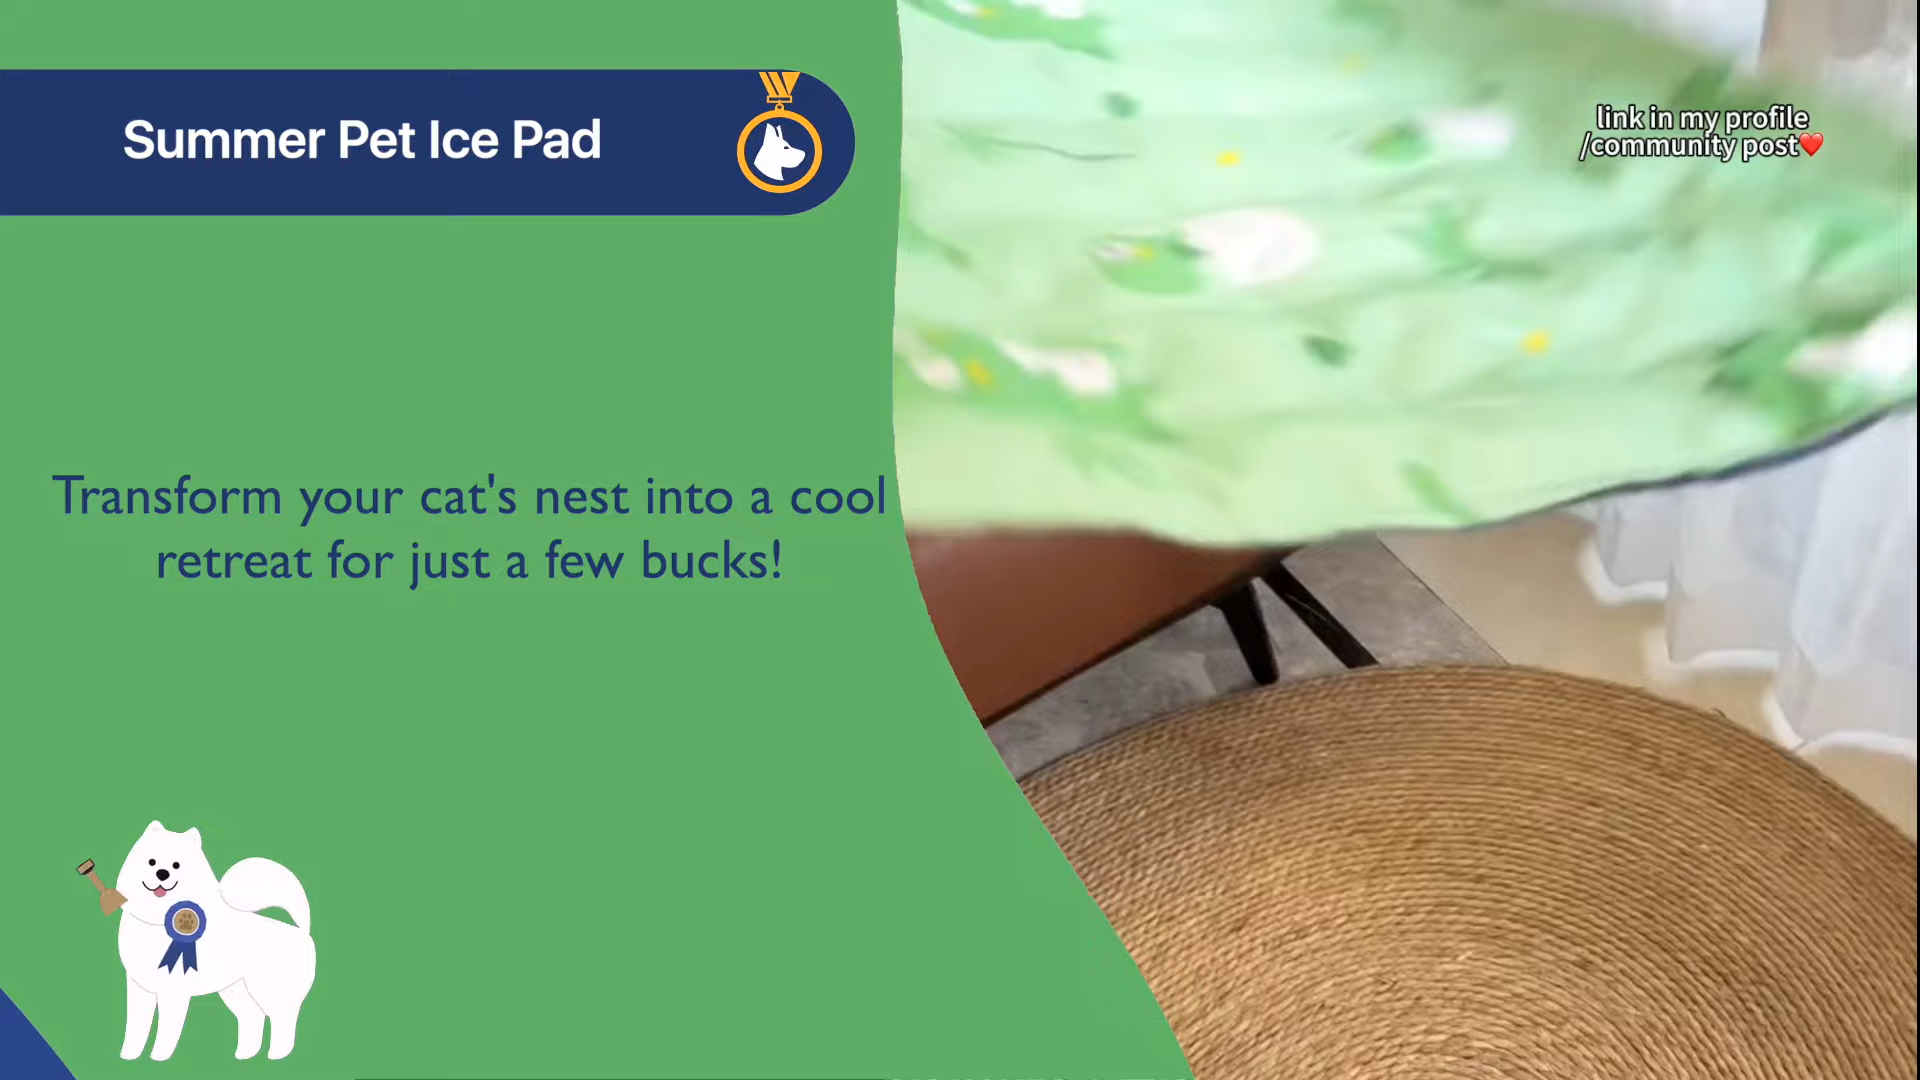 Summer Pet Ice Pad
link in my profile
/community post❤️
Transform your cat's nest into a cool
retreat for just a few bucks!